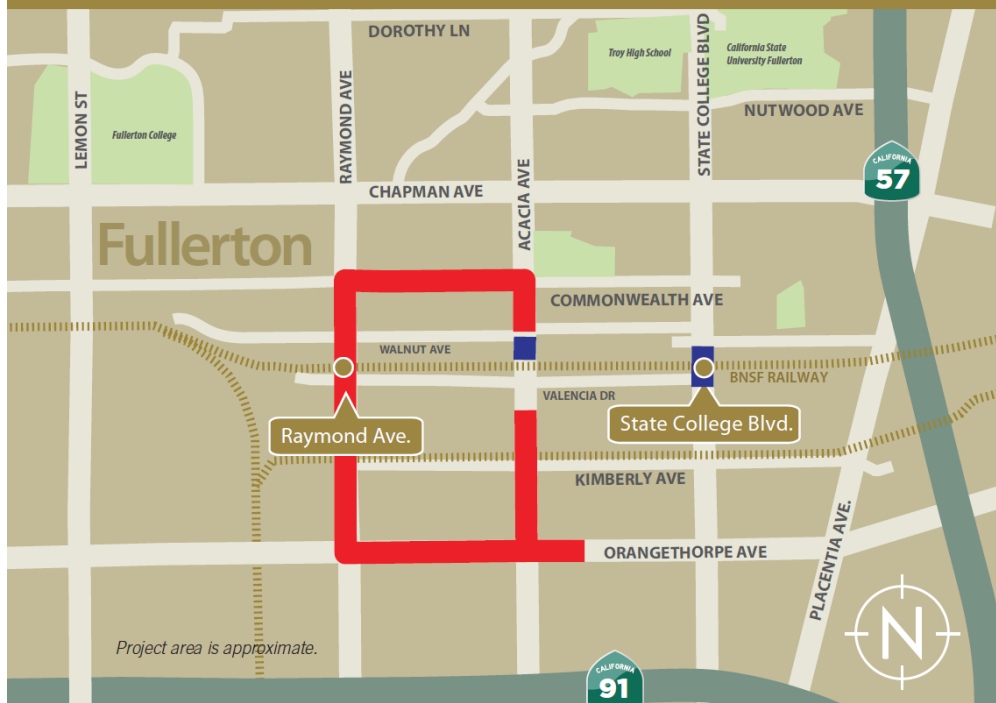 DOROTHY LN
Troy High School
California State
University Fullerton
LEMON ST
RAYMOND AVE
ACACIA AVE
STATE COLLEGE BLVD
NUTWOOD AVE
Fullerton College
CALIFORNIA
57
CHAPMAN AVE
Fullerton
COMMONWEALTH AVE
WALNUT AVE
BNSF RAILWAY
VALENCIA DR
Raymond Ave.
State College Blvd.
KIMBERLY AVE
ORANGETHORPE AVE
PLACENTIA AVE.
N
Project area is approximate.
CALIFORNIA
91